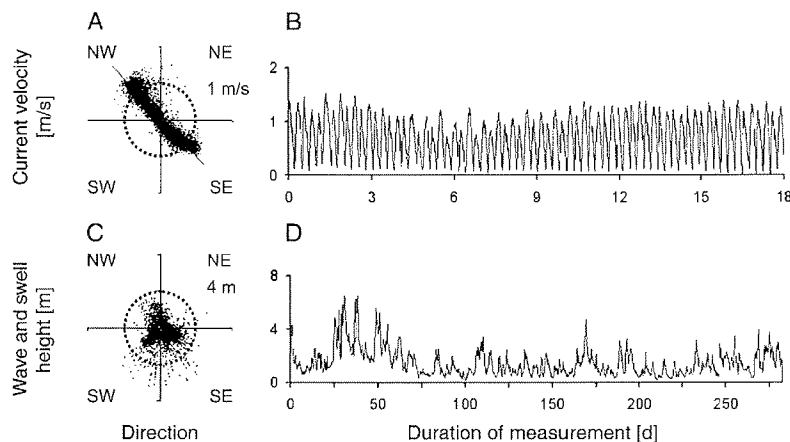 A
B
NW
NE
1 m/s
SW
SE
Current velocity
[m/s]
2
1
0
0 3 6 9 12 15 18
C
D
NW
NE
4 m
SW
SE
Wave and swell
height [m]
8
4
0
0 50 100 150 200 250
Direction
Duration of measurement [d]